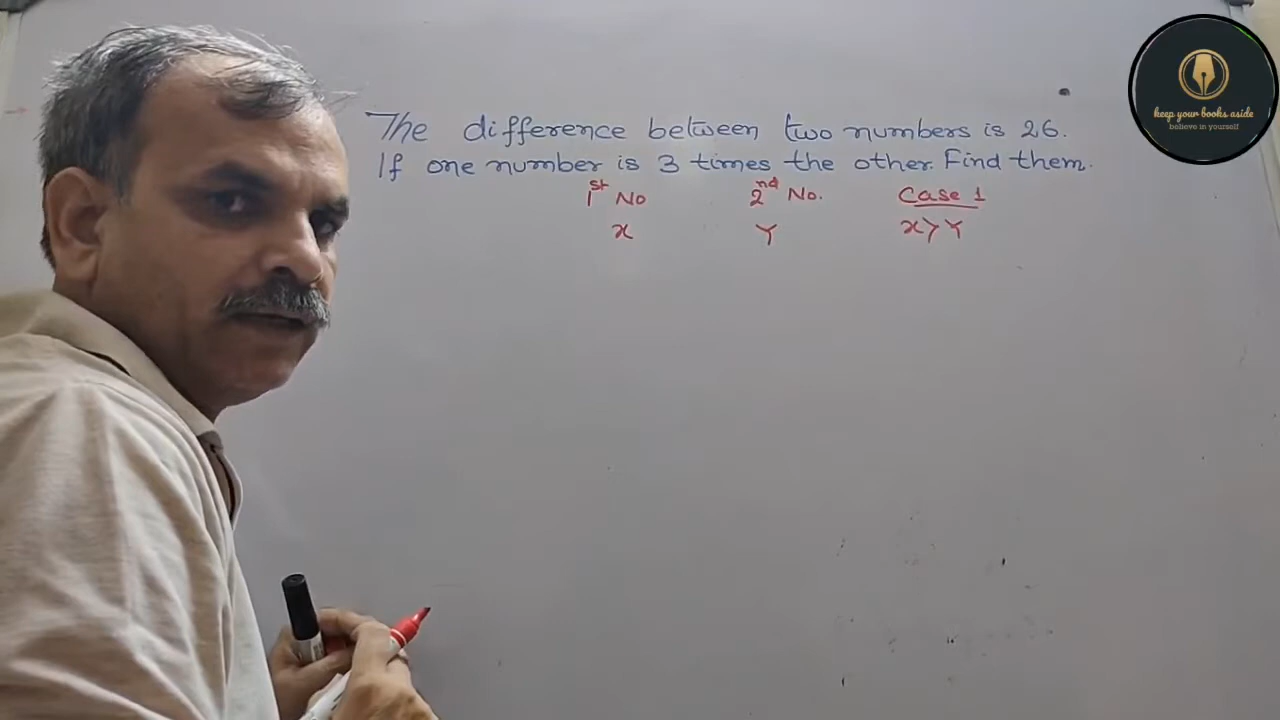 The difference between two numbers is 26.
If one number is 3 times the other. Find them.
1st No 2nd No. Case 1
x Y x>Y
keep your books aside
believe in yourself